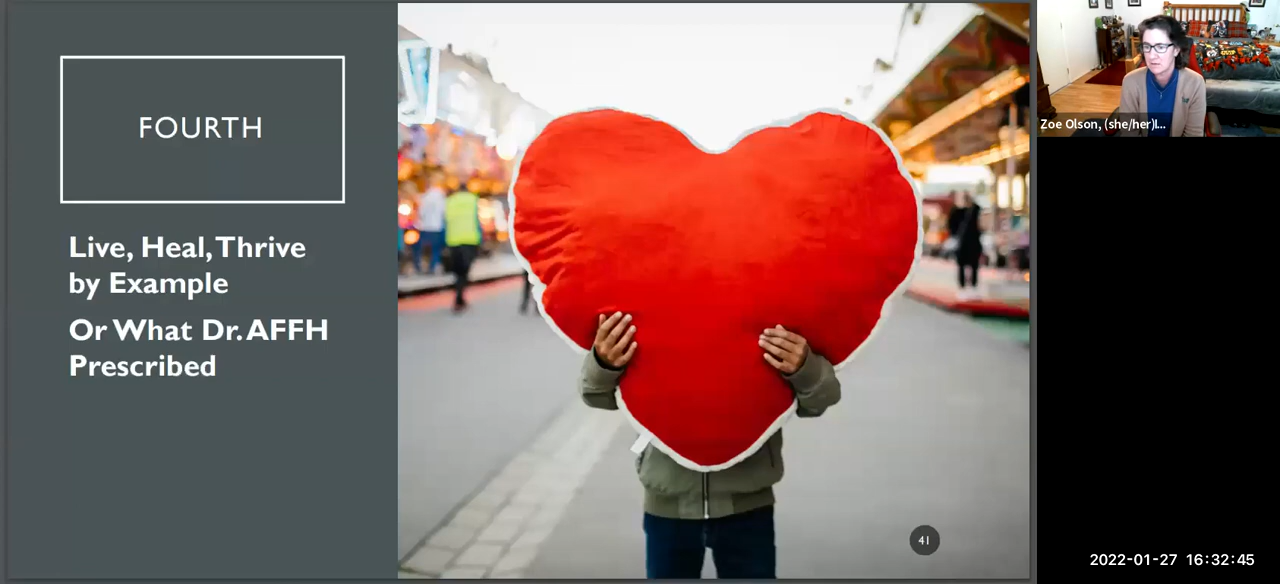 FOURTH
Live, Heal, Thrive
by Example
Or What Dr. AFFH
Prescribed
41
Zoe Olson, (she/her)I...
2022-01-27 16:32:45